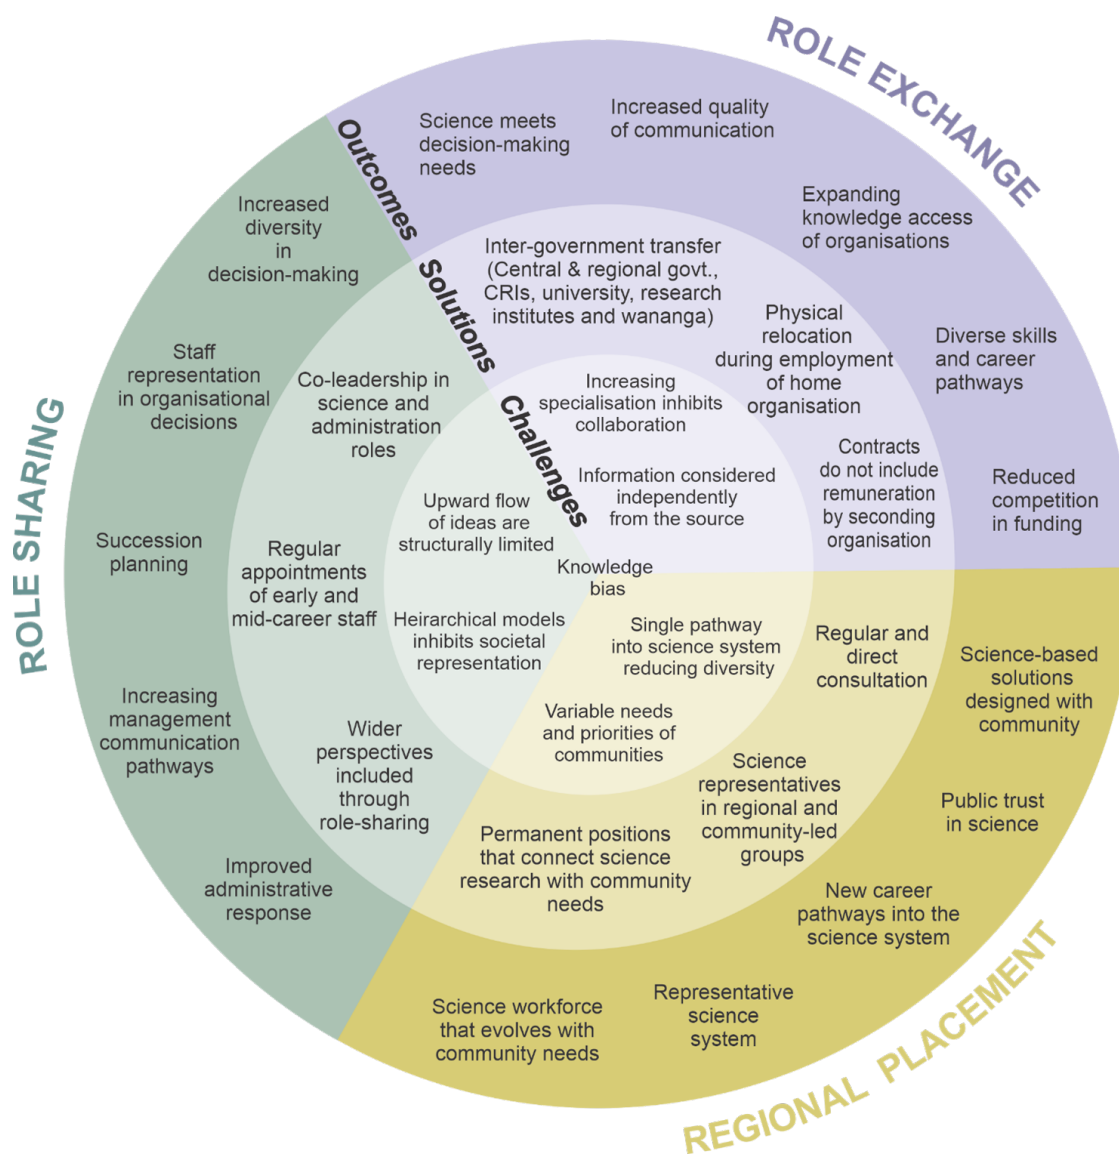 ROLE EXCHANGE
Outcomes
Science meets
decision-making
needs
Increased quality
of communication
Expanding
knowledge access
of organisations
Diverse skills
and career
pathways
Reduced
competition
in funding
Solutions
Inter-government transfer
(Central & regional govt.,
CRIs, university, research
institutes and wananga)
Physical
relocation
during employment
of home
organisation
Contracts
do not include
remuneration
by seconding
organisation
Challenges
Increasing
specialisation inhibits
collaboration
Information considered
independently
from the source
Knowledge
bias
ROLE SHARING
Increased
diversity
in
decision-making
Staff
representation
in organisational
decisions
Succession
planning
Increasing
management
communication
pathways
Improved
administrative
response
Co-leadership in
science and
administration
roles
Regular
appointments
of early and
mid-career staff
Wider
perspectives
included
through
role-sharing
Upward flow
of ideas are
structurally limited
Heirarchical models
inhibits societal
representation
Single pathway
into science system
reducing diversity
Variable needs
and priorities of
communities
Regular and
direct
consultation
Science
representatives
in regional and
community-led
groups
Permanent positions
that connect science
research with community
needs
Science-based
solutions
designed with
community
Public trust
in science
New career
pathways into the
science system
Representative
science
system
Science workforce
that evolves with
community needs
REGIONAL PLACEMENT